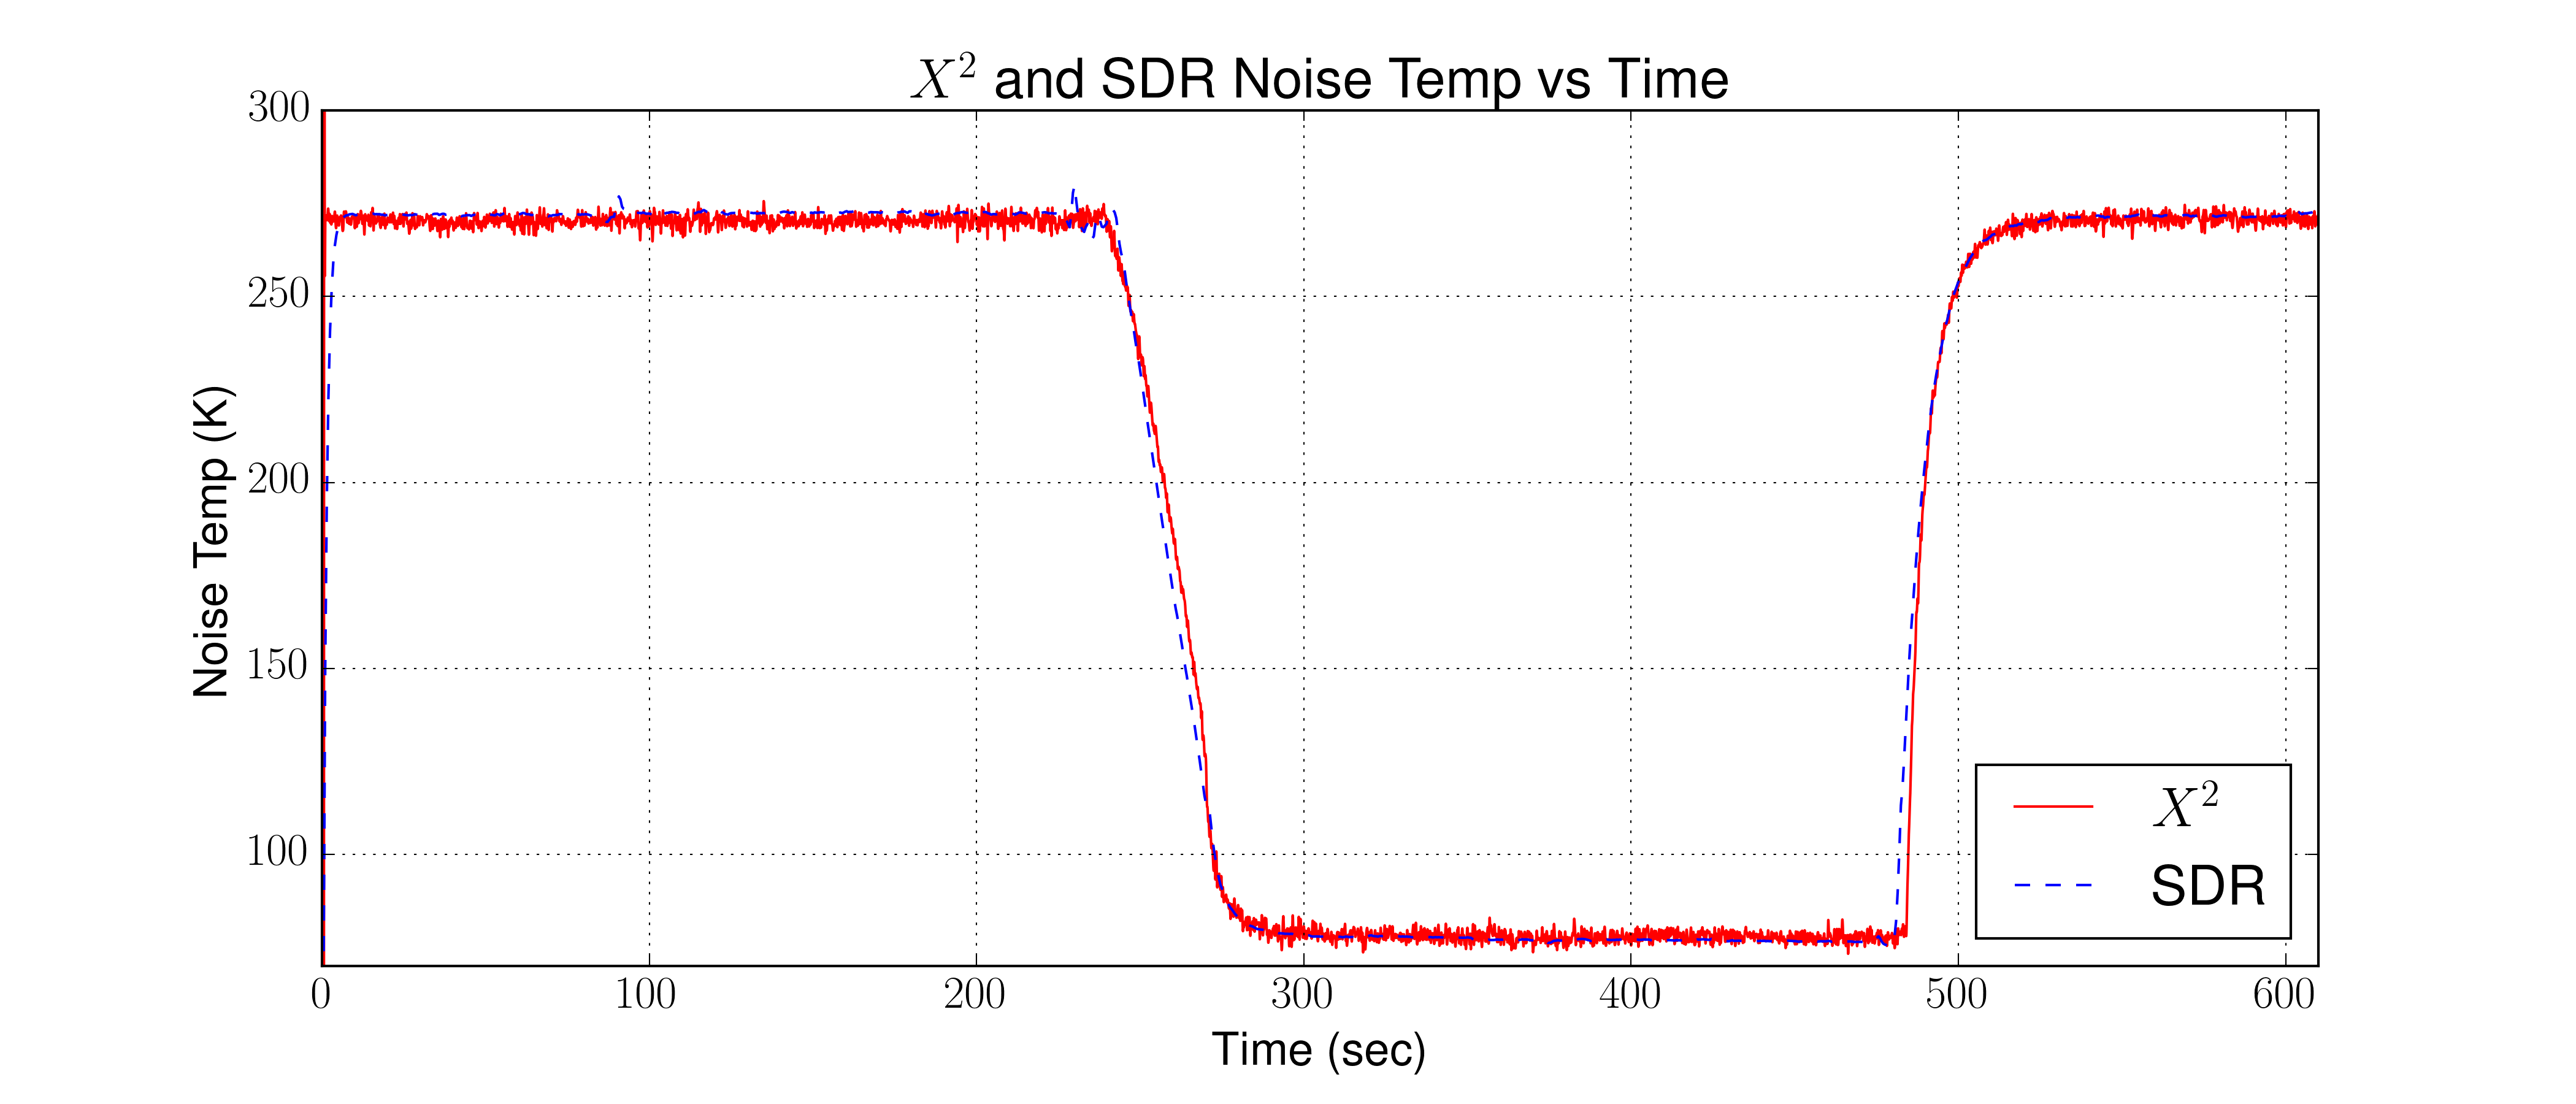 X² and SDR Noise Temp vs Time
300
250
200
150
100
Noise Temp (K)
0 100 200 300 400 500 600
Time (sec)
X²
SDR